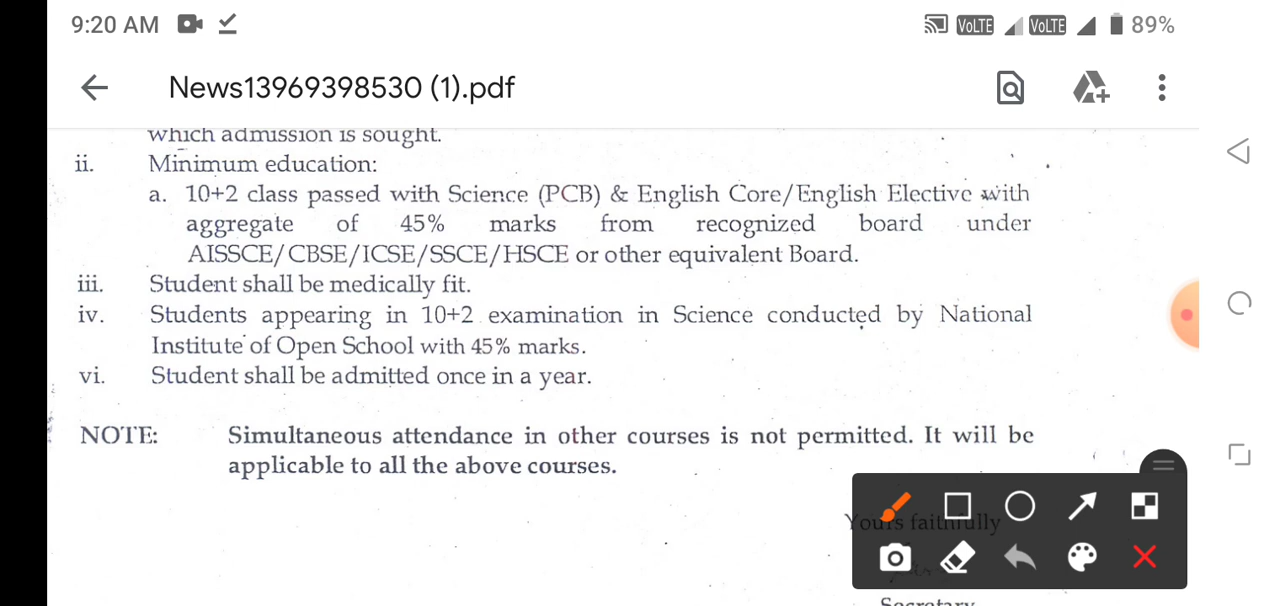 9:20 AM VoLTE VoLTE 89%
News13969398530 (1).pdf
which admission is sought.
ii. Minimum education:
a. 10+2 class passed with Science (PCB) & English Core/English Elective with
aggregate of 45% marks from recognized board under
AISSCE/CBSE/ICSE/SSCE/HSCE or other equivalent Board.
iii. Student shall be medically fit.
iv. Students appearing in 10+2 examination in Science conducted by National
Institute of Open School with 45% marks.
vi. Student shall be admitted once in a year.
NOTE: Simultaneous attendance in other courses is not permitted. It will be
applicable to all the above courses.
Yours faithfully
Secretary